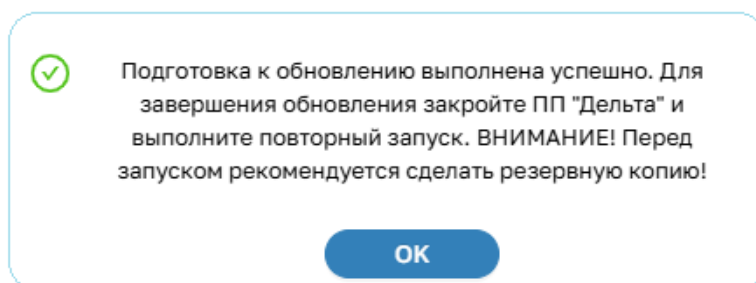 Подготовка к обновлению выполнена успешно. Для
завершения обновления закройте ПП "Дельта" и
выполните повторный запуск. ВНИМАНИЕ! Перед
запуском рекомендуется сделать резервную копию!
ОК